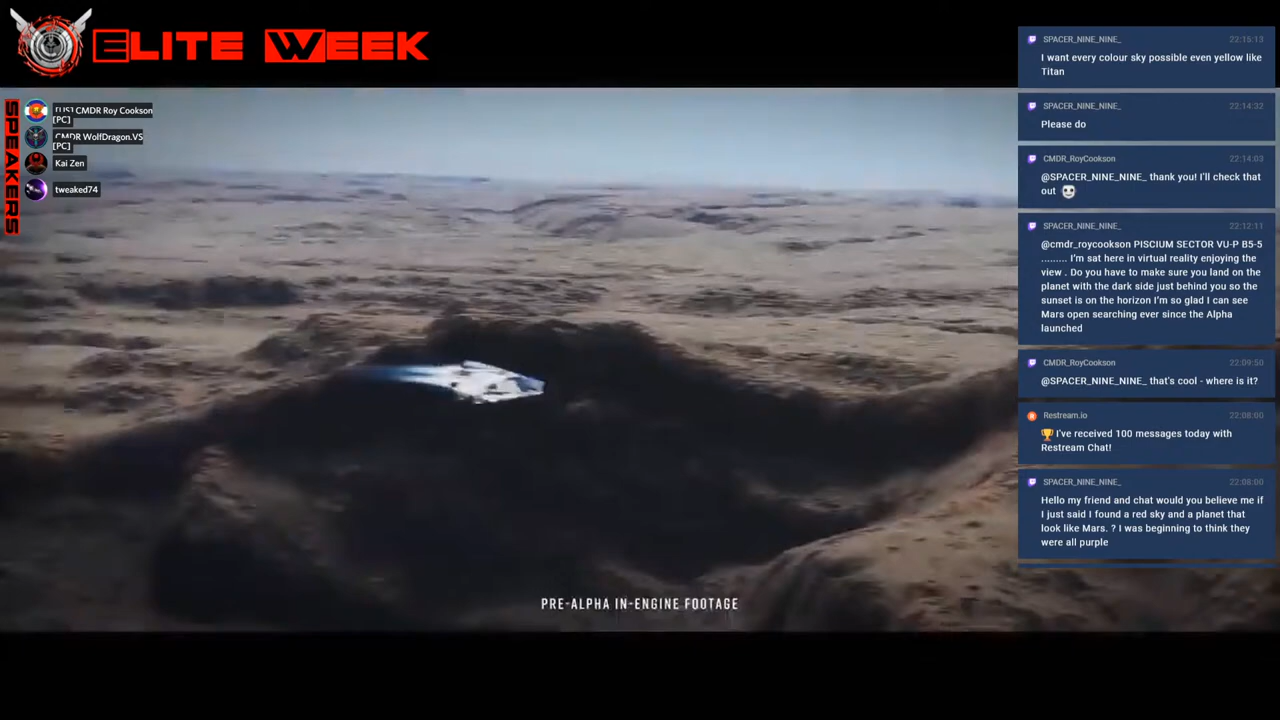 ELITE WEEK
SPEAKERS
[US] CMDR Roy Cookson
[PC]
CMDR WolfDragon.VS
[PC]
Kai Zen
tweaked74
SPACER_NINE_NINE_ 22:15:13
I want every colour sky possible even yellow like
Titan
SPACER_NINE_NINE_ 22:14:32
Please do
CMDR_RoyCookson 22:14:03
@SPACER_NINE_NINE_ thank you! I'll check that
out
SPACER_NINE_NINE_ 22:12:11
@cmdr_roycookson PISCIUM SECTOR VU-P B5-5
......... I'm sat here in virtual reality enjoying the
view . Do you have to make sure you land on the
planet with the dark side just behind you so the
sunset is on the horizon I'm so glad I can see
Mars open searching ever since the Alpha
launched
CMDR_RoyCookson 22:09:50
@SPACER_NINE_NINE_ that's cool - where is it?
Restream.io 22:08:00
🏆 I've received 100 messages today with
Restream Chat!
SPACER_NINE_NINE_ 22:08:00
Hello my friend and chat would you believe me if
I just said I found a red sky and a planet that
look like Mars. ? I was beginning to think they
were all purple
PRE-ALPHA IN-ENGINE FOOTAGE